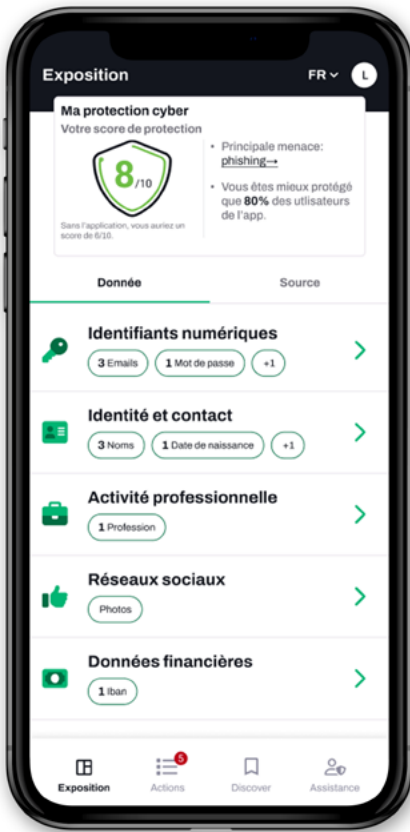 Exposition
FR
L
Ma protection cyber
Votre score de protection
8/10
Sans l'application, vous auriez un
score de 6/10.
• Principale menace:
phishing→
• Vous êtes mieux protégé
que 80% des utlisateurs
de l'app.
Donnée Source
Identifiants numériques
3 Emails 1 Mot de passe +1
Identité et contact
3 Noms 1 Date de naissance +1
Activité professionnelle
1 Profession
Réseaux sociaux
Photos
Données financières
1 Iban
5
Exposition Actions Discover Assistance